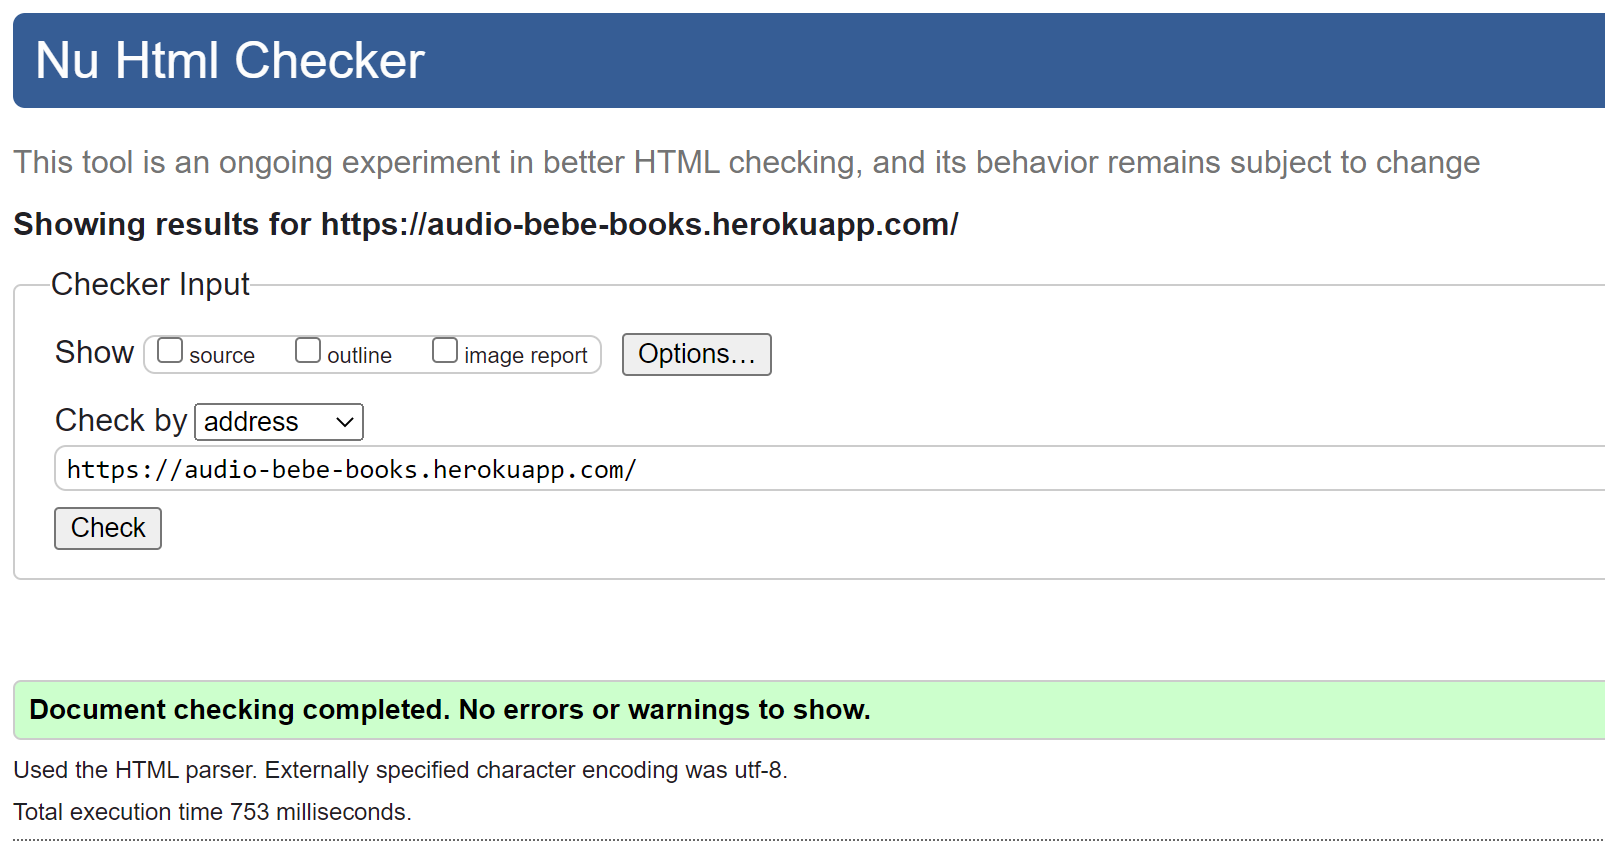 Nu Html Checker
This tool is an ongoing experiment in better HTML checking, and its behavior remains subject to change
Showing results for https://audio-bebe-books.herokuapp.com/
Checker Input
Show source outline image report Options…
Check by address
https://audio-bebe-books.herokuapp.com/
Check
Document checking completed. No errors or warnings to show.
Used the HTML parser. Externally specified character encoding was utf-8.
Total execution time 753 milliseconds.